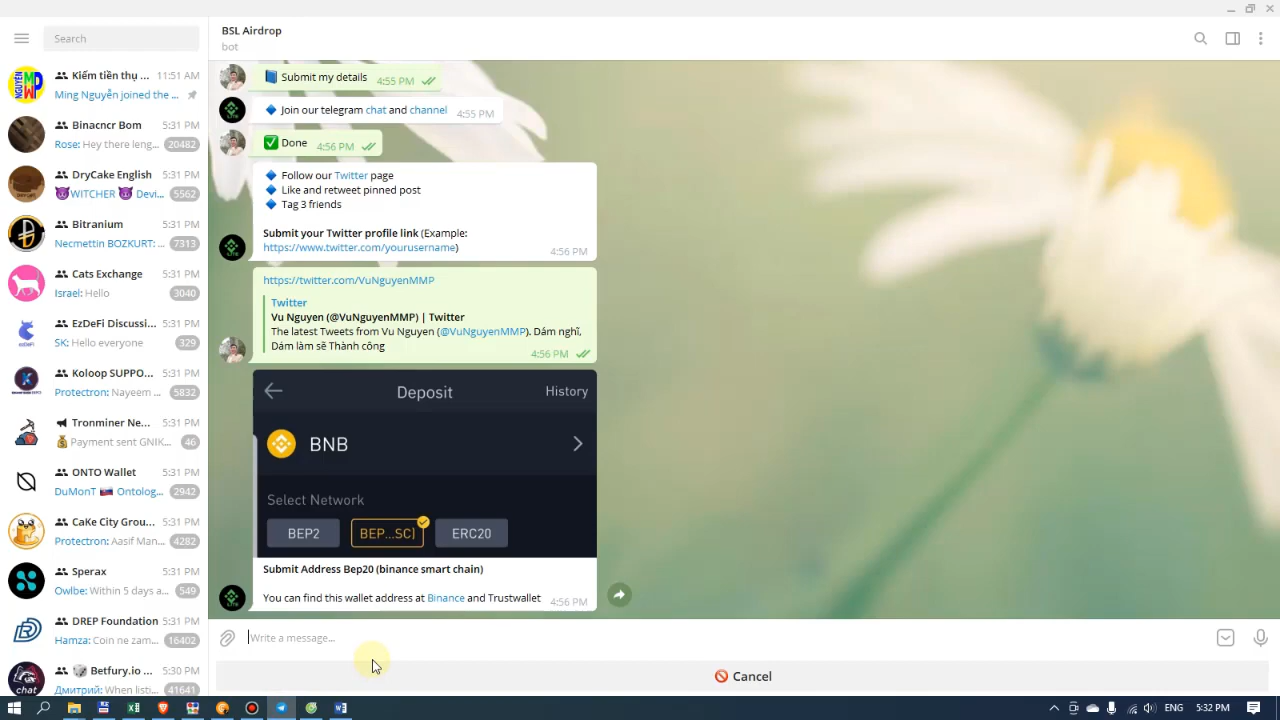 Search
Kiếm tiền thụ ... 11:51 AM
Ming Nguyễn joined the ...
Binacncr Bom 5:31 PM
Rose: Hey there leng... 20482
DryCake English 5:31 PM
😈WITCHER 😈 Devi... 5562
Bitranium 5:31 PM
Necmettin BOZKURT: ... 7313
Cats Exchange 5:31 PM
Israel: Hello 3040
EzDeFi Discussi... 5:31 PM
SK: Hello everyone 329
Koloop SUPPO... 5:31 PM
Protectron: Nayeem ... 5832
Tronminer Ne... 5:31 PM
💰 Payment sent GNIK... 46
ONTO Wallet 5:31 PM
DuMonT 🇷🇺 Ontolog... 2942
CaKe City Grou... 5:31 PM
Protectron: Aasif Man... 4282
Sperax 5:31 PM
Owlbe: Within 5 days a... 549
DREP Foundation 5:31 PM
Hamza: Coin ne zam... 16402
🎲 Betfury.io ... 5:30 PM
Дмитрий: When listi... 41641
BSL Airdrop
bot
📘 Submit my details 4:55 PM
🔹 Join our telegram chat and channel 4:55 PM
✅ Done 4:56 PM
🔹 Follow our Twitter page
🔹 Like and retweet pinned post
🔹 Tag 3 friends
Submit your Twitter profile link (Example:
https://www.twitter.com/yourusername) 4:56 PM
https://twitter.com/VuNguyenMMP
Twitter
Vu Nguyen (@VuNguyenMMP) | Twitter
The latest Tweets from Vu Nguyen (@VuNguyenMMP). Dám nghĩ,
Dám làm sẽ Thành công
4:56 PM
Deposit History
BNB
Select Network
BEP2 BEP...SC) ERC20
Submit Address Bep20 (binance smart chain)
You can find this wallet address at Binance and Trustwallet 4:56 PM
Write a message...
🚫 Cancel
ENG 5:32 PM